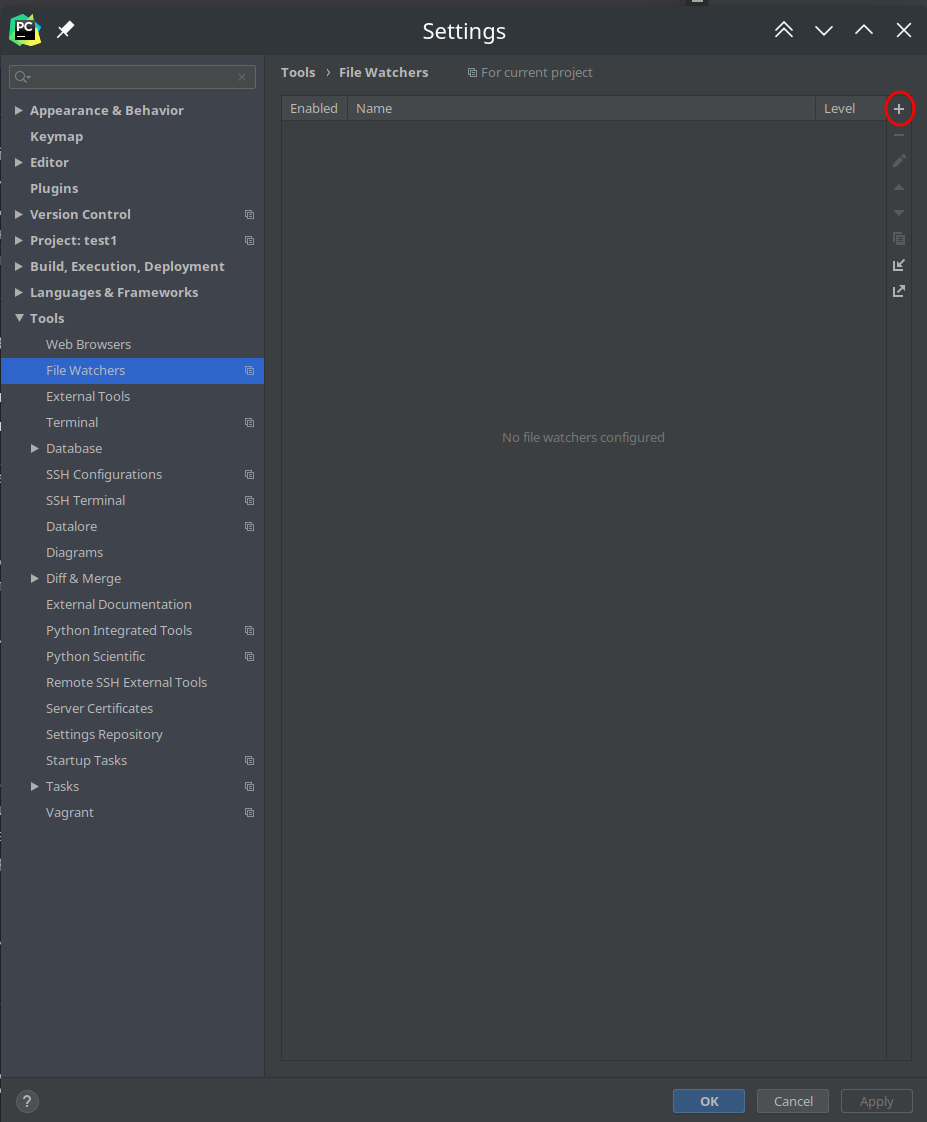 PC
Settings
Tools › File Watchers For current project
Enabled Name Level
Appearance & Behavior
Keymap
Editor
Plugins
Version Control
Project: test1
Build, Execution, Deployment
Languages & Frameworks
Tools
Web Browsers
File Watchers
External Tools
Terminal
Database
SSH Configurations
SSH Terminal
Datalore
Diagrams
Diff & Merge
External Documentation
Python Integrated Tools
Python Scientific
Remote SSH External Tools
Server Certificates
Settings Repository
Startup Tasks
Tasks
Vagrant
No file watchers configured
? OK Cancel Apply